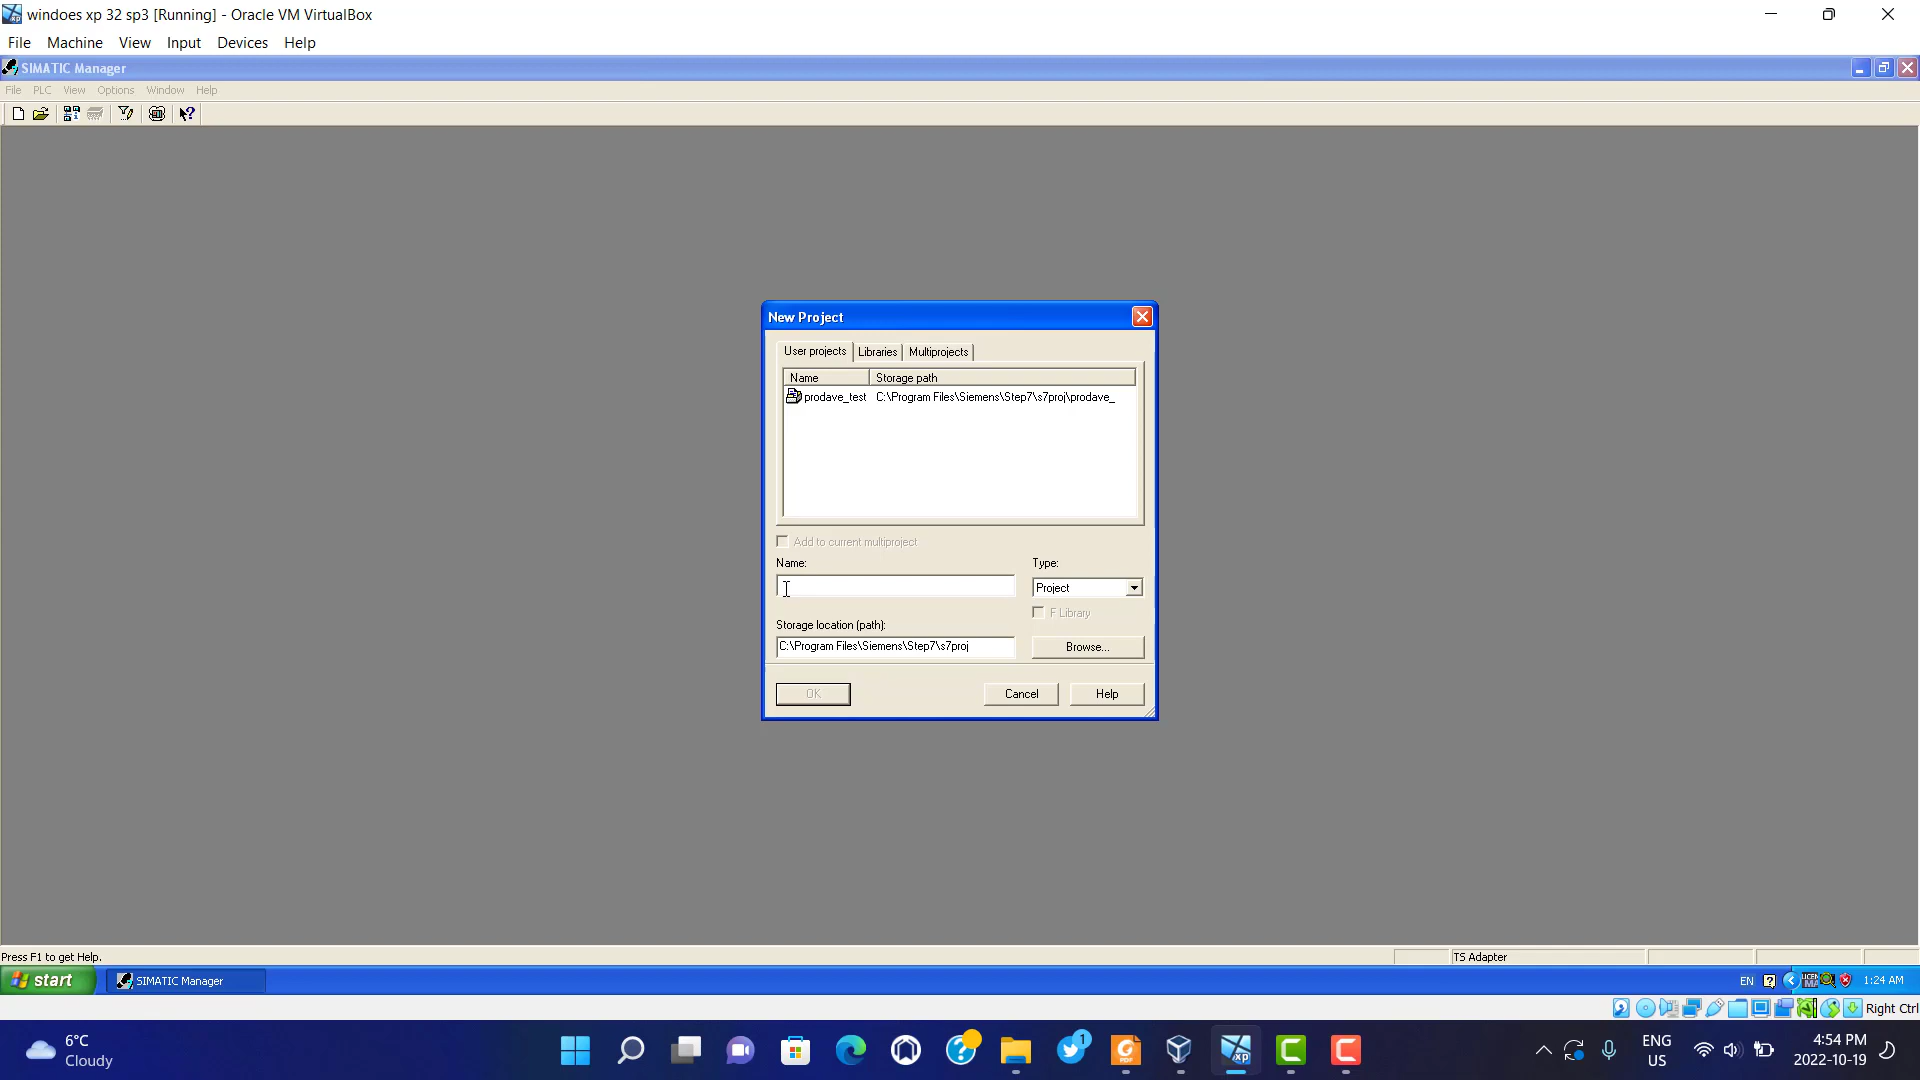 windoes xp 32 sp3 [Running] - Oracle VM VirtualBox
File Machine View Input Devices Help
SIMATIC Manager
File PLC View Options Window Help
New Project
User projects Libraries Multiprojects
Name Storage path
prodave_test C:\Program Files\Siemens\Step7\s7proj\prodave_
Add to current multiproject
Name: Type:
Project
F Library
Storage location (path):
C:\Program Files\Siemens\Step7\s7proj Browse...
OK Cancel Help
Press F1 to get Help. TS Adapter
start SIMATIC Manager EN 1:24 AM
Right Ctrl
6°C
Cloudy
1
ENG
US
4:54 PM
2022-10-19